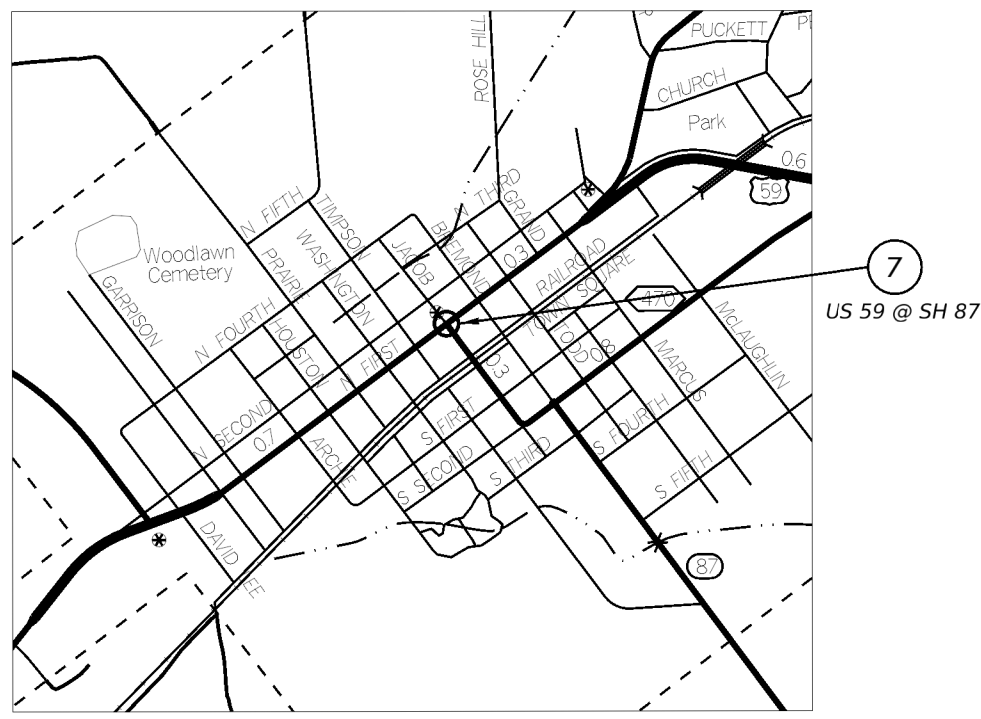 ROSE HILL
PUCKETT
CHURCH
Park
0.6
59
N FIFTH
TIMPSON
N THIRD
GRAND
WASHINGTON
PRAIRIE
JACOB
BREMOND
0.3
RAILROAD
Woodlawn
Cemetery
GARRISON
7
US 59 @ SH 87
TOWN SQUARE
470
McLAUGHLIN
N FOURTH
HOUSTON
N FIRST
TODD
0.8
0.3
MARCUS
N SECOND
0.7
ARCHIE
S FIRST
S SECOND
S THIRD
S FOURTH
S FIFTH
DAVID
LEE
87